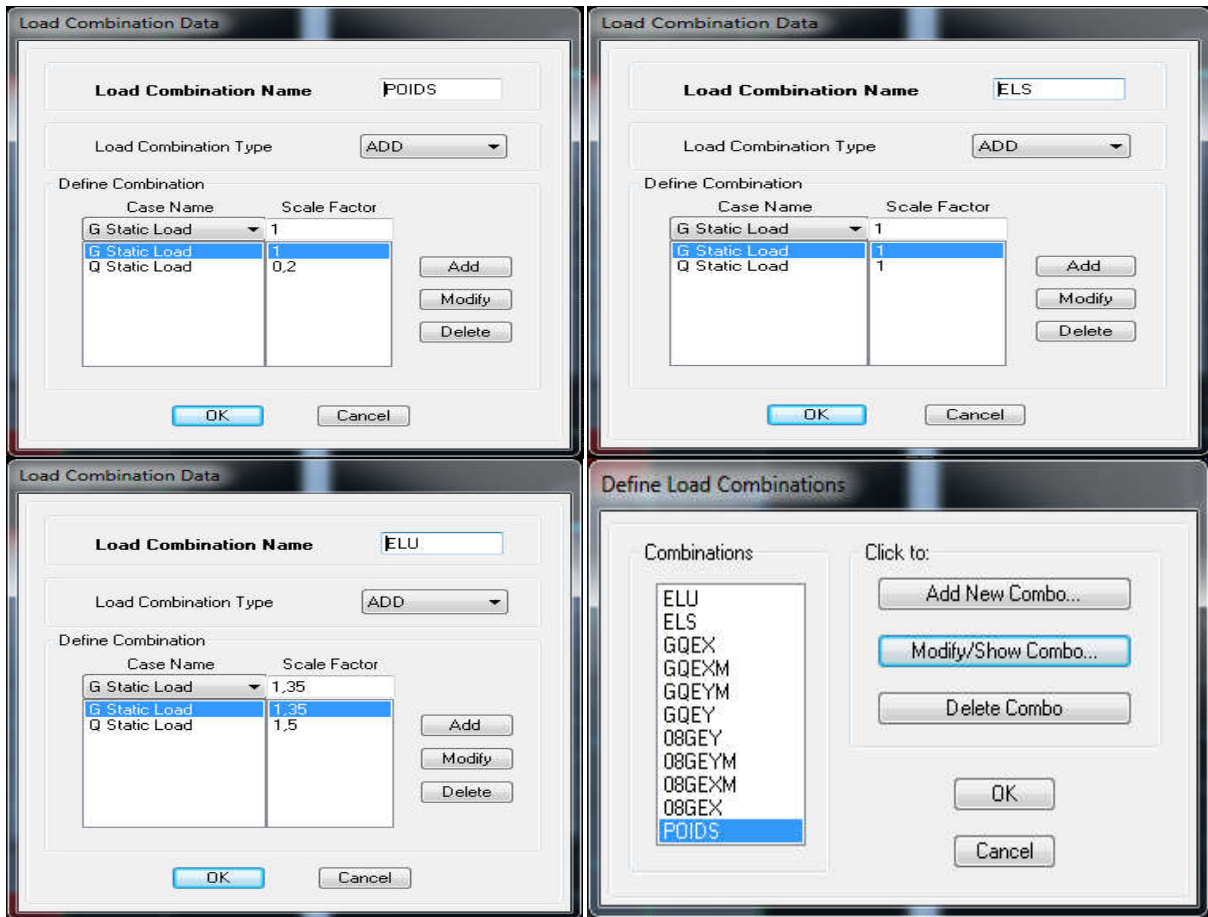 Load Combination Data
Load Combination Name POIDS
Load Combination Type ADD
Define Combination
Case Name Scale Factor
G Static Load 1
G Static Load 1
Q Static Load 0,2
Add
Modify
Delete
OK Cancel
Load Combination Data
Load Combination Name ELS
Load Combination Type ADD
Define Combination
Case Name Scale Factor
G Static Load 1
G Static Load 1
Q Static Load 1
Add
Modify
Delete
OK Cancel
Load Combination Data
Load Combination Name ELU
Load Combination Type ADD
Define Combination
Case Name Scale Factor
G Static Load 1,35
G Static Load 1,35
Q Static Load 1,5
Add
Modify
Delete
OK Cancel
Define Load Combinations
Combinations
ELU
ELS
GQEX
GQEXM
GQEYM
GQEY
08GEY
08GEYM
08GEXM
08GEX
POIDS
Click to:
Add New Combo...
Modify/Show Combo...
Delete Combo
OK
Cancel